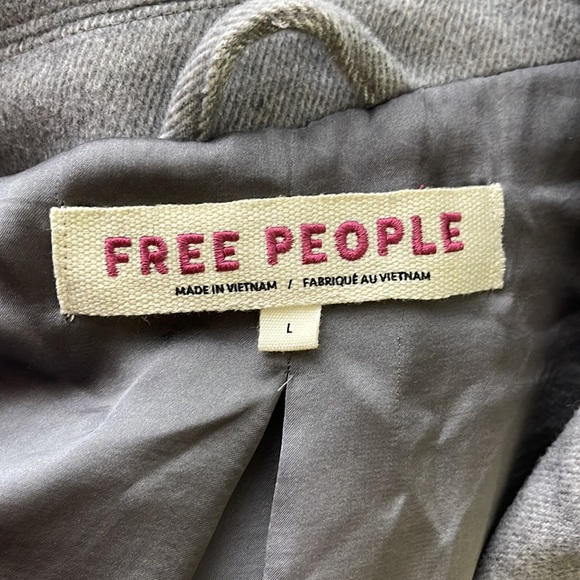 FREE PEOPLE
MADE IN VIETNAM / FABRIQUÉ AU VIETNAM
L